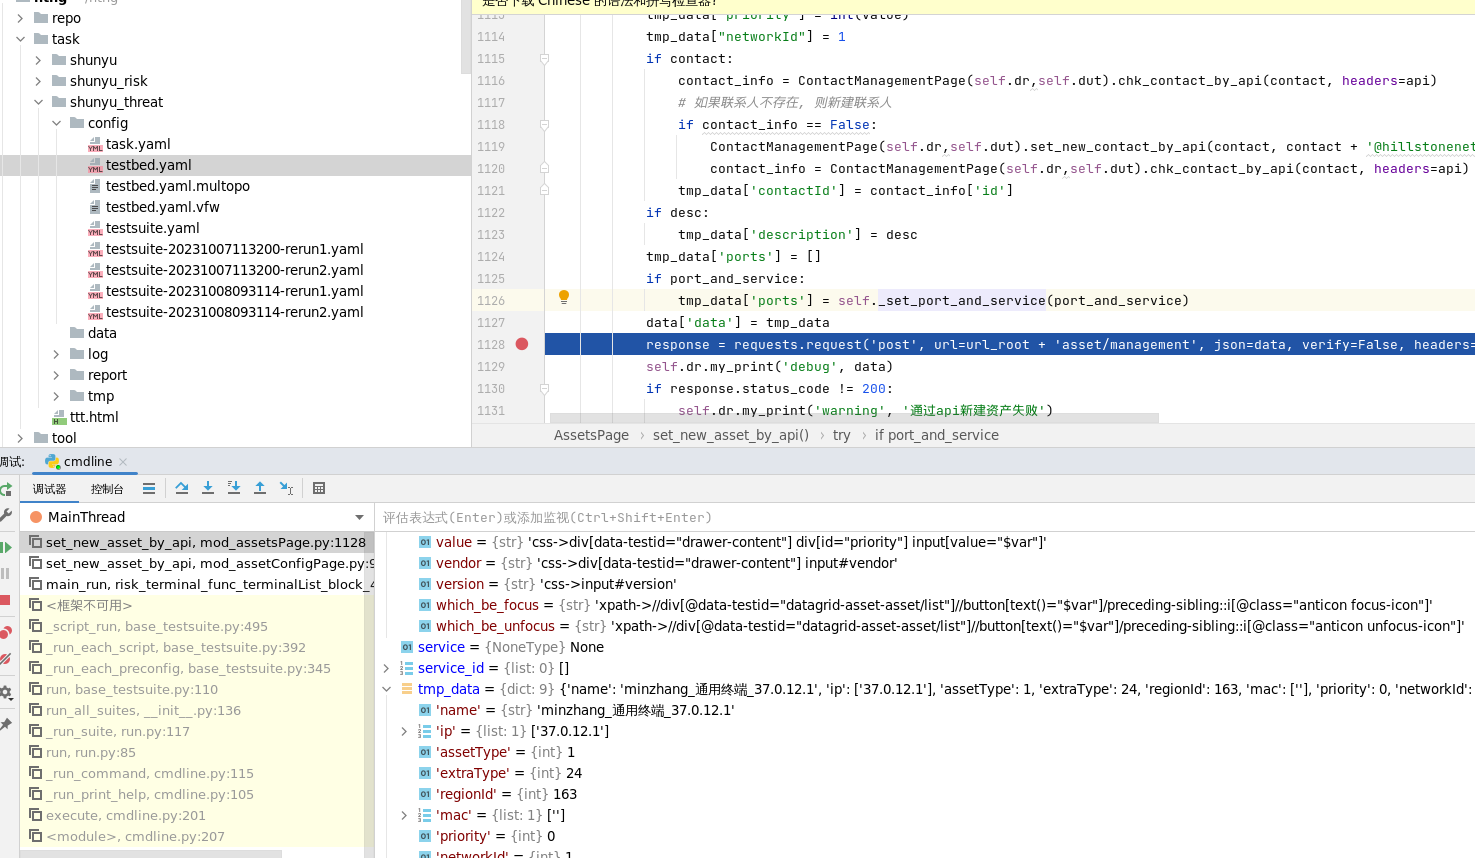 repo
task
shunyu
shunyu_risk
shunyu_threat
config
task.yaml
testbed.yaml
testbed.yaml.multopo
testbed.yaml.vfw
testsuite.yaml
testsuite-20231007113200-rerun1.yaml
testsuite-20231007113200-rerun2.yaml
testsuite-20231008093114-rerun1.yaml
testsuite-20231008093114-rerun2.yaml
data
log
report
tmp
ttt.html
tool
是否下载 Chinese 的语法和拼写检查器?
1113 tmp_data["priority"] = int(value)
1114 tmp_data["networkId"] = 1
1115 if contact:
1116 contact_info = ContactManagementPage(self.dr,self.dut).chk_contact_by_api(contact, headers=api)
1117 # 如果联系人不存在, 则新建联系人
1118 if contact_info == False:
1119 ContactManagementPage(self.dr,self.dut).set_new_contact_by_api(contact, contact + '@hillstonenet
1120 contact_info = ContactManagementPage(self.dr,self.dut).chk_contact_by_api(contact, headers=api)
1121 tmp_data['contactId'] = contact_info['id']
1122 if desc:
1123 tmp_data['description'] = desc
1124 tmp_data['ports'] = []
1125 if port_and_service:
1126 tmp_data['ports'] = self._set_port_and_service(port_and_service)
1127 data['data'] = tmp_data
1128 response = requests.request('post', url=url_root + 'asset/management', json=data, verify=False, headers=
1129 self.dr.my_print('debug', data)
1130 if response.status_code != 200:
1131 self.dr.my_print('warning', '通过api新建资产失败')
AssetsPage › set_new_asset_by_api() › try › if port_and_service
调试: cmdline
调试器 控制台
MainThread
set_new_asset_by_api, mod_assetsPage.py:1128
set_new_asset_by_api, mod_assetConfigPage.py:9
main_run, risk_terminal_func_terminalList_block_4
<框架不可用>
_script_run, base_testsuite.py:495
_run_each_script, base_testsuite.py:392
_run_each_preconfig, base_testsuite.py:345
run, base_testsuite.py:110
run_all_suites, __init__.py:136
_run_suite, run.py:117
run, run.py:85
_run_command, cmdline.py:115
_run_print_help, cmdline.py:105
execute, cmdline.py:201
<module>, cmdline.py:207
评估表达式(Enter)或添加监视(Ctrl+Shift+Enter)
value = {str} 'css->div[data-testid="drawer-content"] div[id="priority"] input[value="$var"]'
vendor = {str} 'css->div[data-testid="drawer-content"] input#vendor'
version = {str} 'css->input#version'
which_be_focus = {str} 'xpath->//div[@data-testid="datagrid-asset-asset/list"]//button[text()="$var"]/preceding-sibling::i[@class="anticon focus-icon"]'
which_be_unfocus = {str} 'xpath->//div[@data-testid="datagrid-asset-asset/list"]//button[text()="$var"]/preceding-sibling::i[@class="anticon unfocus-icon"]'
service = {NoneType} None
service_id = {list: 0} []
tmp_data = {dict: 9} {'name': 'minzhang_通用终端_37.0.12.1', 'ip': ['37.0.12.1'], 'assetType': 1, 'extraType': 24, 'regionId': 163, 'mac': [''], 'priority': 0, 'networkId':
'name' = {str} 'minzhang_通用终端_37.0.12.1'
'ip' = {list: 1} ['37.0.12.1']
'assetType' = {int} 1
'extraType' = {int} 24
'regionId' = {int} 163
'mac' = {list: 1} ['']
'priority' = {int} 0
'networkId' = {int} 1